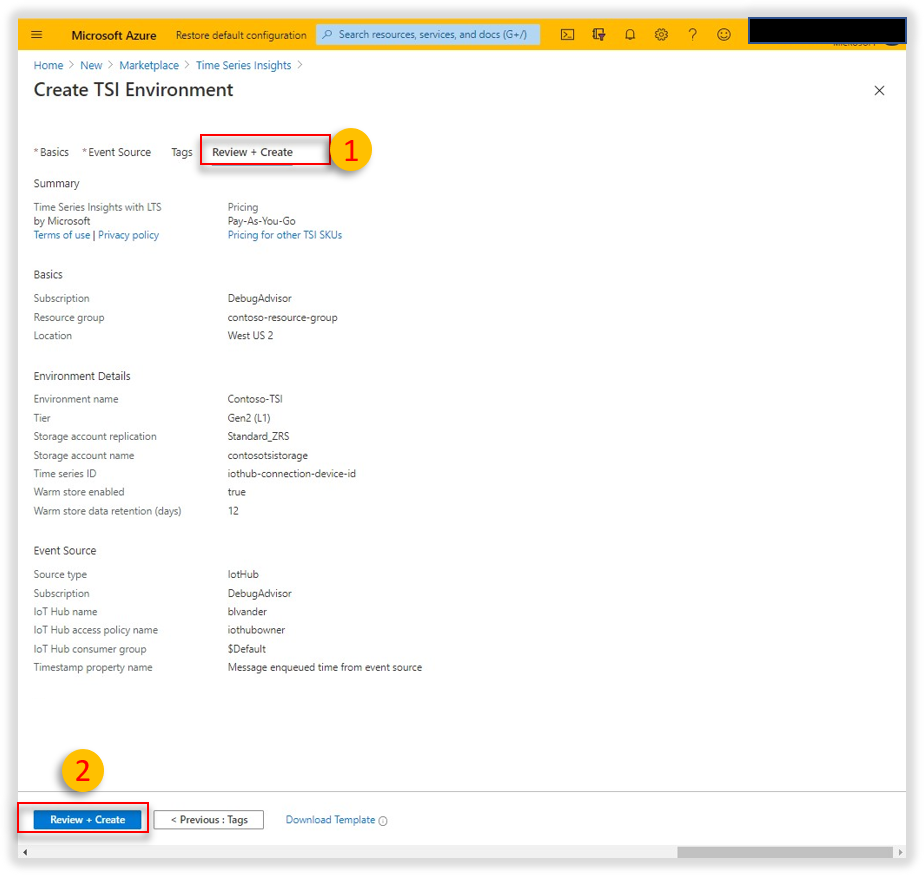 Microsoft Azure Restore default configuration Search resources, services, and docs (G+/)
Home > New > Marketplace > Time Series Insights >
Create TSI Environment
* Basics * Event Source Tags Review + Create 1
Summary
Time Series Insights with LTS Pricing
by Microsoft Pay-As-You-Go
Terms of use | Privacy policy Pricing for other TSI SKUs
Basics
Subscription DebugAdvisor
Resource group contoso-resource-group
Location West US 2
Environment Details
Environment name Contoso-TSI
Tier Gen2 (L1)
Storage account replication Standard_ZRS
Storage account name contosotsistorage
Time series ID iothub-connection-device-id
Warm store enabled true
Warm store data retention (days) 12
Event Source
Source type IotHub
Subscription DebugAdvisor
IoT Hub name blvander
IoT Hub access policy name iothubowner
IoT Hub consumer group $Default
Timestamp property name Message enqueued time from event source
2
Review + Create < Previous : Tags Download Template